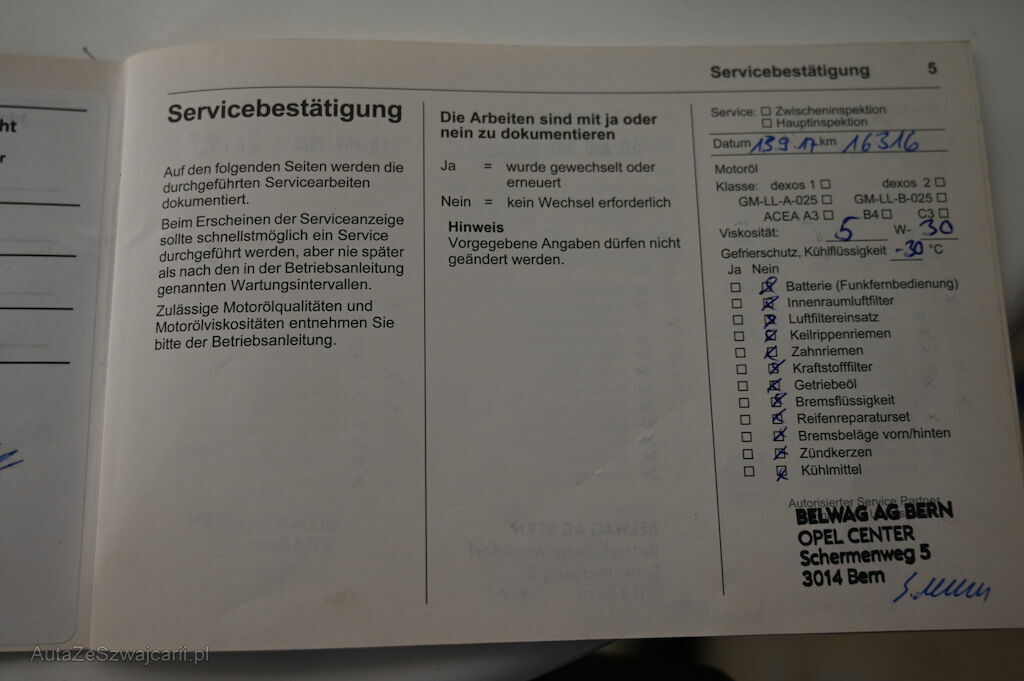 Servicebestätigung 5
ht
r
Servicebestätigung
Auf den folgenden Seiten werden die
durchgeführten Servicearbeiten
dokumentiert.
Beim Erscheinen der Serviceanzeige
sollte schnellstmöglich ein Service
durchgeführt werden, aber nie später
als nach den in der Betriebsanleitung
genannten Wartungsintervallen.
Zulässige Motorölqualitäten und
Motorölviskositäten entnehmen Sie
bitte der Betriebsanleitung.
Die Arbeiten sind mit ja oder
nein zu dokumentieren
Ja = wurde gewechselt oder
erneuert
Nein = kein Wechsel erforderlich
Hinweis
Vorgegebene Angaben dürfen nicht
geändert werden.
Service: ☐ Zwischeninspektion
☐ Hauptinspektion
Datum 13.9.17 km 16316
Motoröl
Klasse: dexos 1 ☐ dexos 2 ☐
GM-LL-A-025 ☐ GM-LL-B-025 ☐
ACEA A3 ☐ B4 ☐ C3 ☐
Viskosität: 5 W- 30
Gefrierschutz, Kühlflüssigkeit -30 °C
Ja Nein
☐ ☒ Batterie (Funkfernbedienung)
☐ ☒ Innenraumluftfilter
☐ ☒ Luftfiltereinsatz
☐ ☒ Keilrippenriemen
☐ ☒ Zahnriemen
☐ ☒ Kraftstofffilter
☐ ☒ Getriebeöl
☐ ☒ Bremsflüssigkeit
☐ ☒ Reifenreparaturset
☐ ☒ Bremsbeläge vorn/hinten
☐ ☒ Zündkerzen
☐ ☒ Kühlmittel
Autorisierter Service Partner
BELWAG AG BERN
OPEL CENTER
Schermenweg 5
3014 Bern
AutaZeSzwajcarii.pl